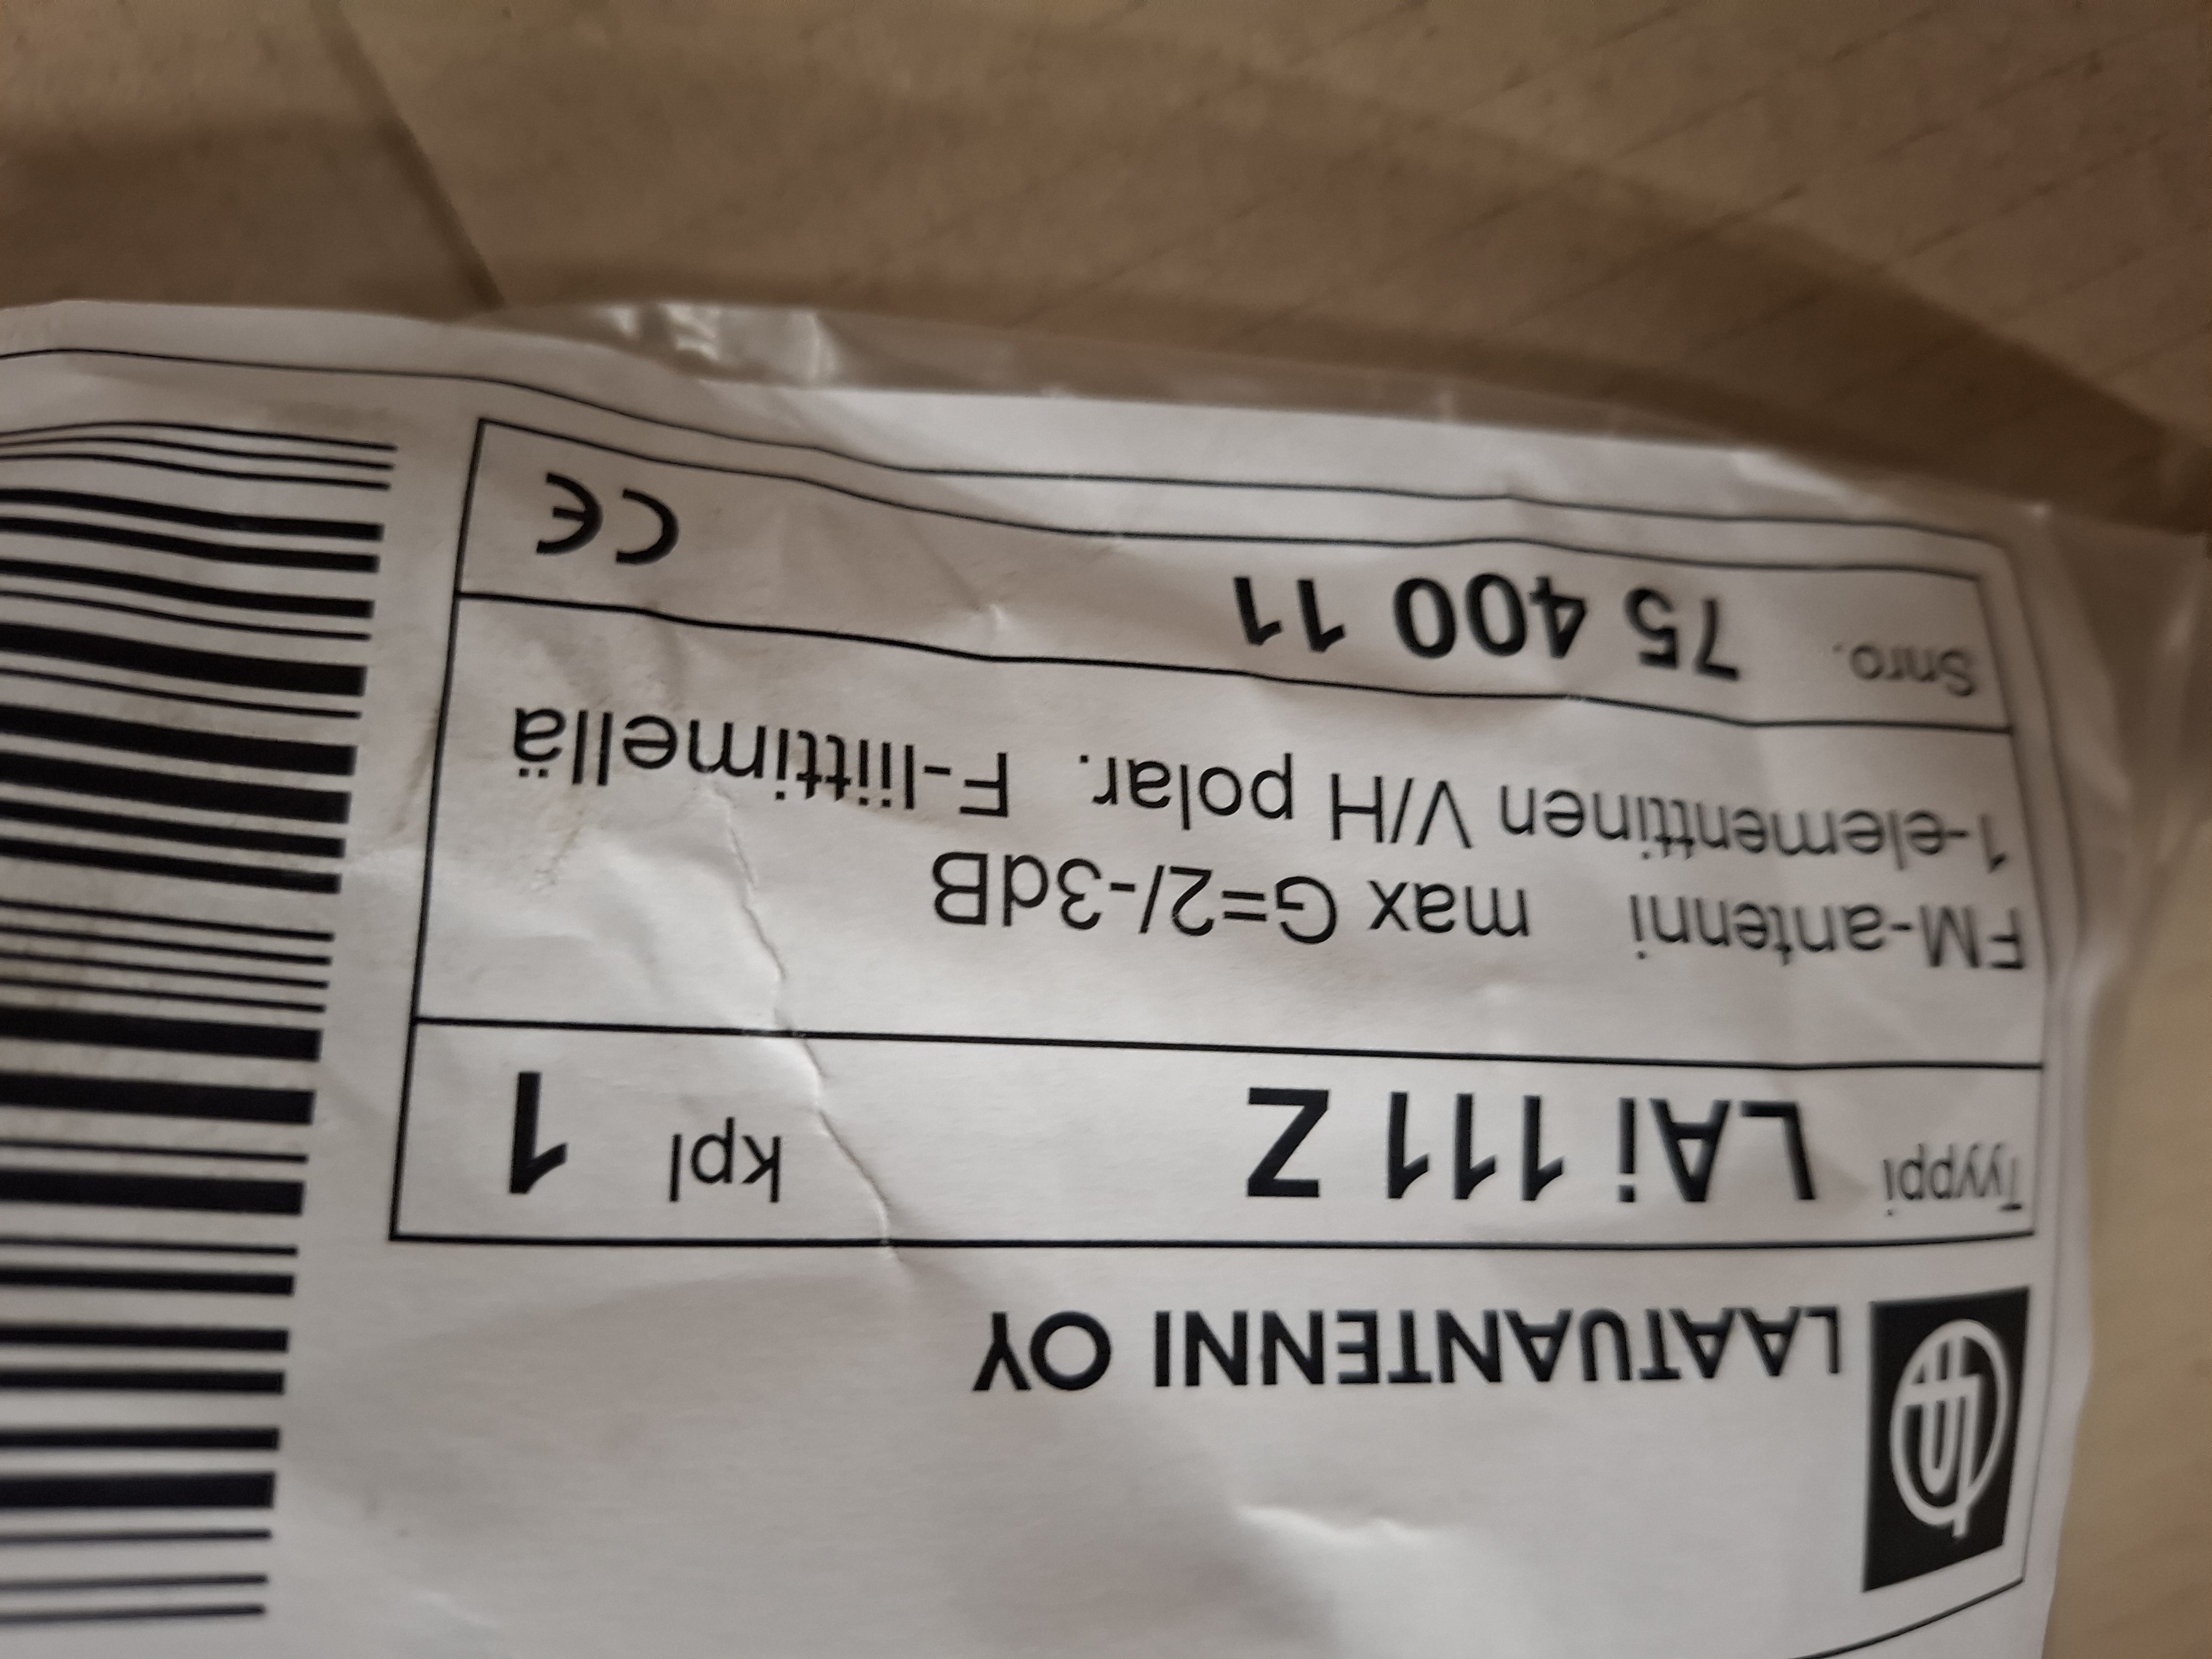 LAATUANTENNI OY
Tyyppi LAi 111 Z kpl 1
FM-antenni max G=2/-3dB
1-elementtinen V/H polar. F-liittimellä
Snro. 75 400 11 CE